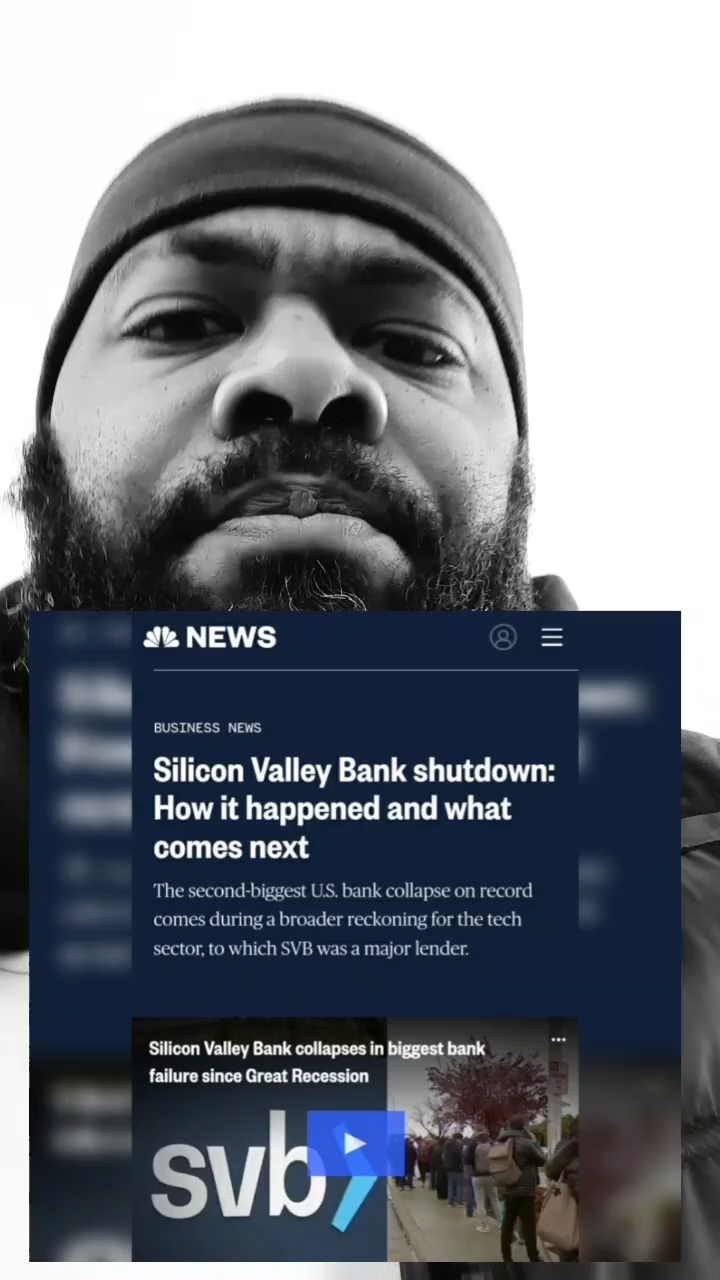 NEWS
BUSINESS NEWS
Silicon Valley Bank shutdown:
How it happened and what
comes next
The second-biggest U.S. bank collapse on record
comes during a broader reckoning for the tech
sector, to which SVB was a major lender.
Silicon Valley Bank collapses in biggest bank
failure since Great Recession
svb